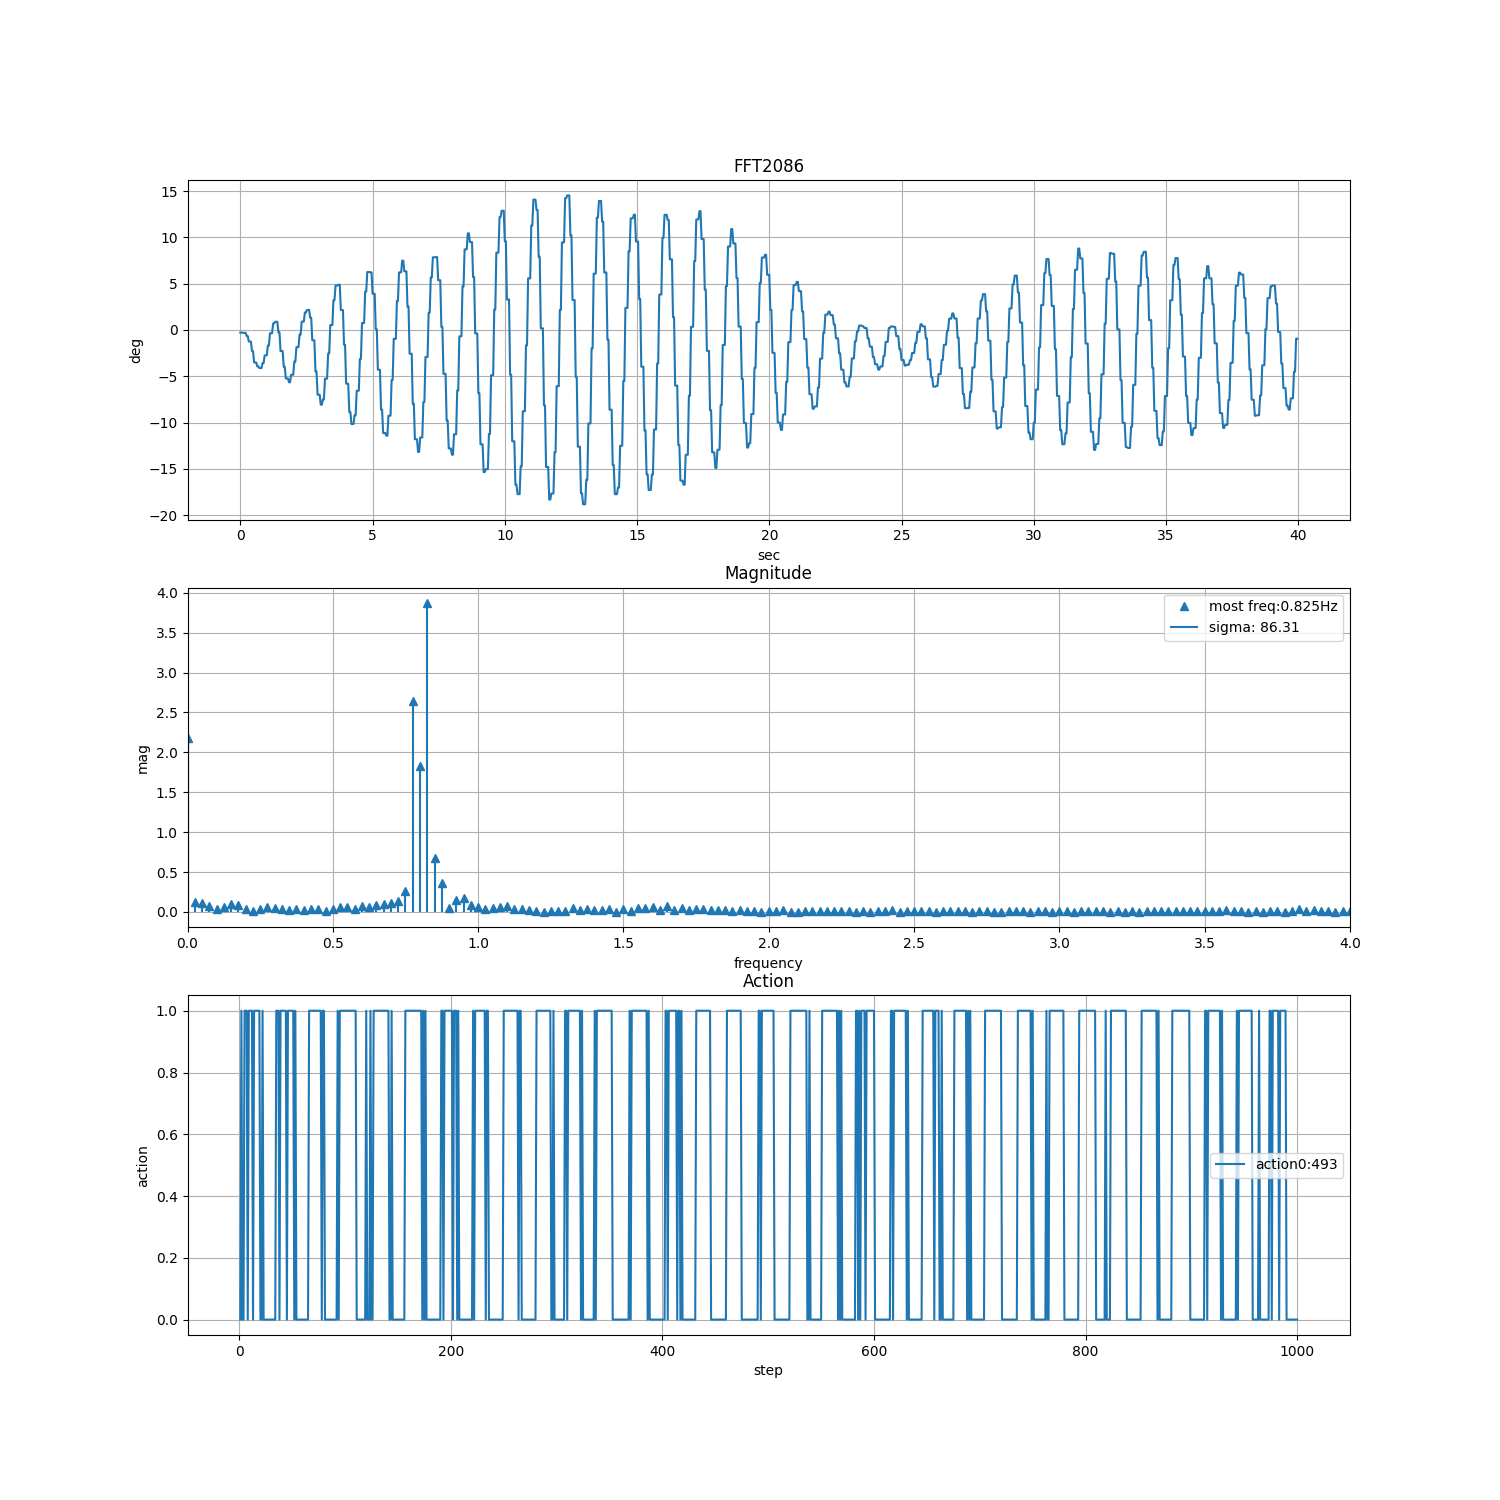 FFT2086
15
10
5
0
−5
−10
−15
−20
deg
0 5 10 15 20 25 30 35 40
sec
Magnitude
4.0
3.5
3.0
2.5
2.0
1.5
1.0
0.5
0.0
mag
most freq:0.825Hz
sigma: 86.31
0.0 0.5 1.0 1.5 2.0 2.5 3.0 3.5 4.0
frequency
Action
1.0
0.8
0.6
0.4
0.2
0.0
action
action0:493
0 200 400 600 800 1000
step